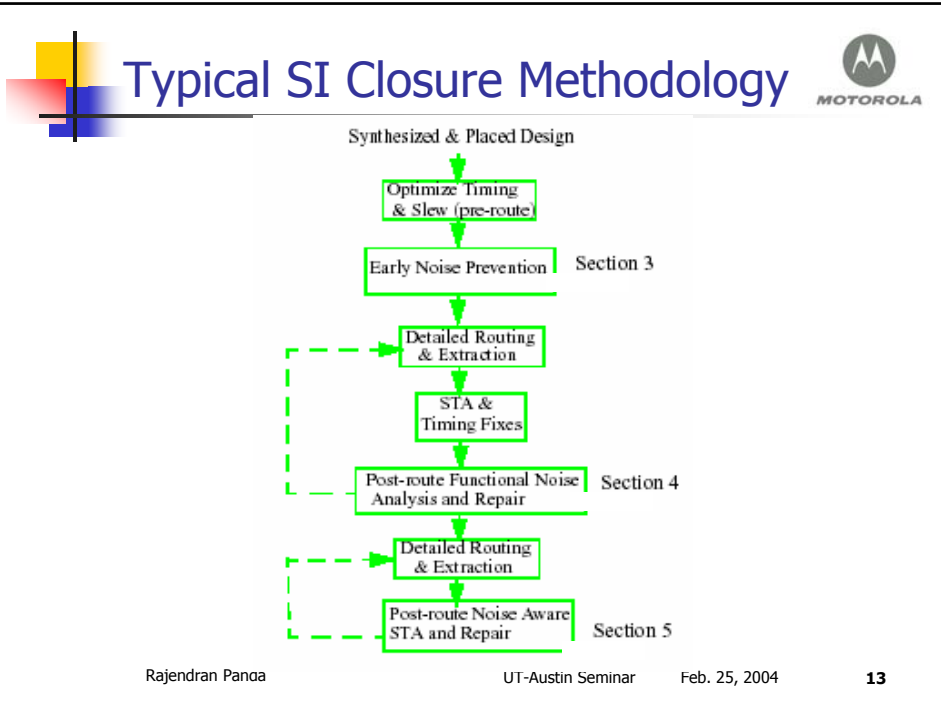 Typical SI Closure Methodology
MOTOROLA
Synthesized & Placed Design
Optimize Timing
& Slew (pre-route)
Early Noise Prevention
Section 3
Detailed Routing
& Extraction
STA &
Timing Fixes
Post-route Functional Noise
Analysis and Repair
Section 4
Detailed Routing
& Extraction
Post-route Noise Aware
STA and Repair
Section 5
Rajendran Panda
UT-Austin Seminar
Feb. 25, 2004
13